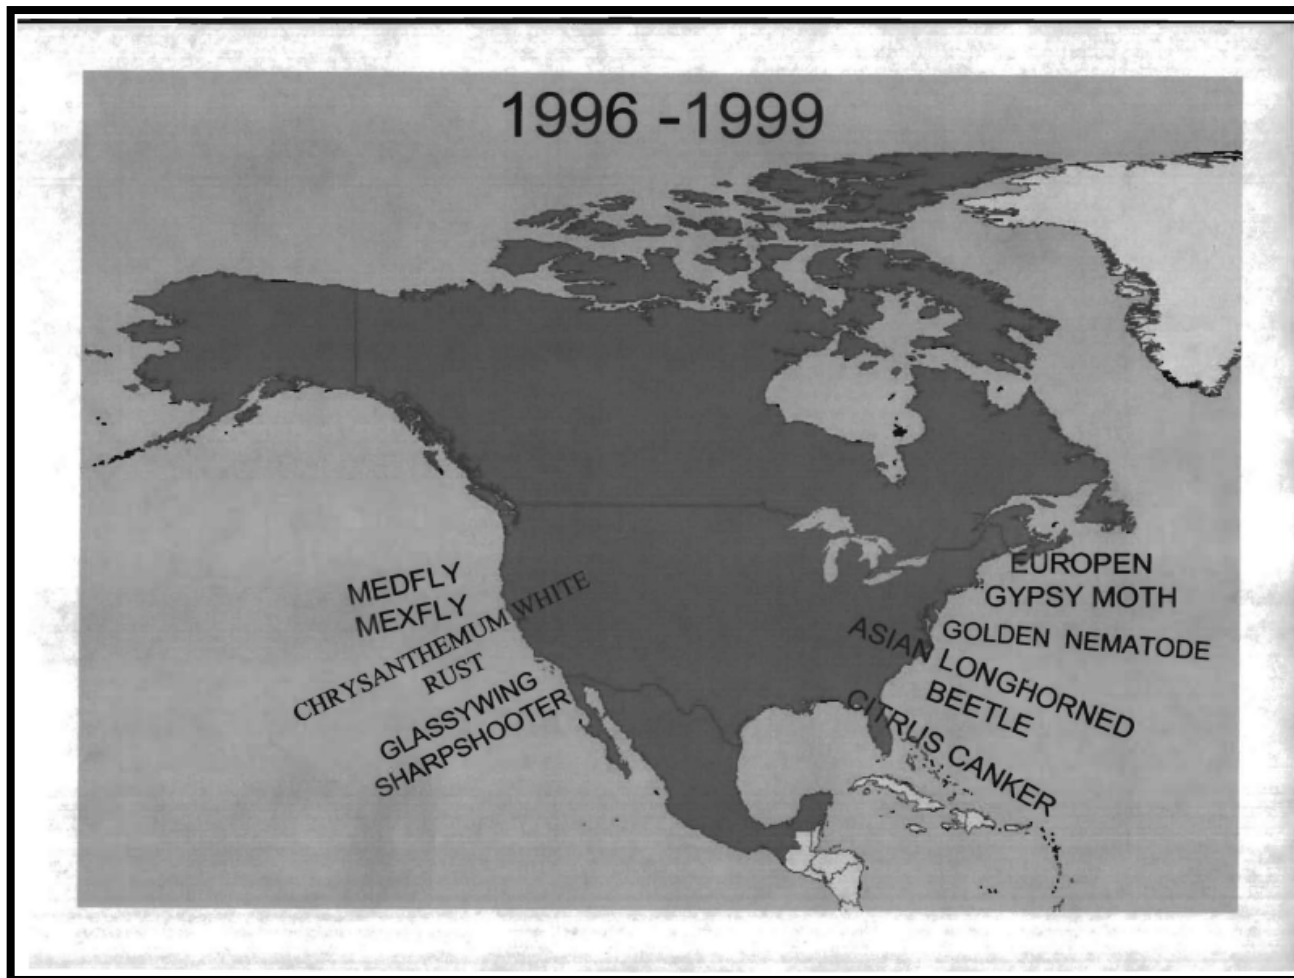 1996 -1999
MEDFLY
MEXFLY
CHRYSANTHEMUM WHITE
RUST
GLASSYWING
SHARPSHOOTER
EUROPEN
GYPSY MOTH
GOLDEN NEMATODE
ASIAN LONGHORNED
BEETLE
CITRUS CANKER